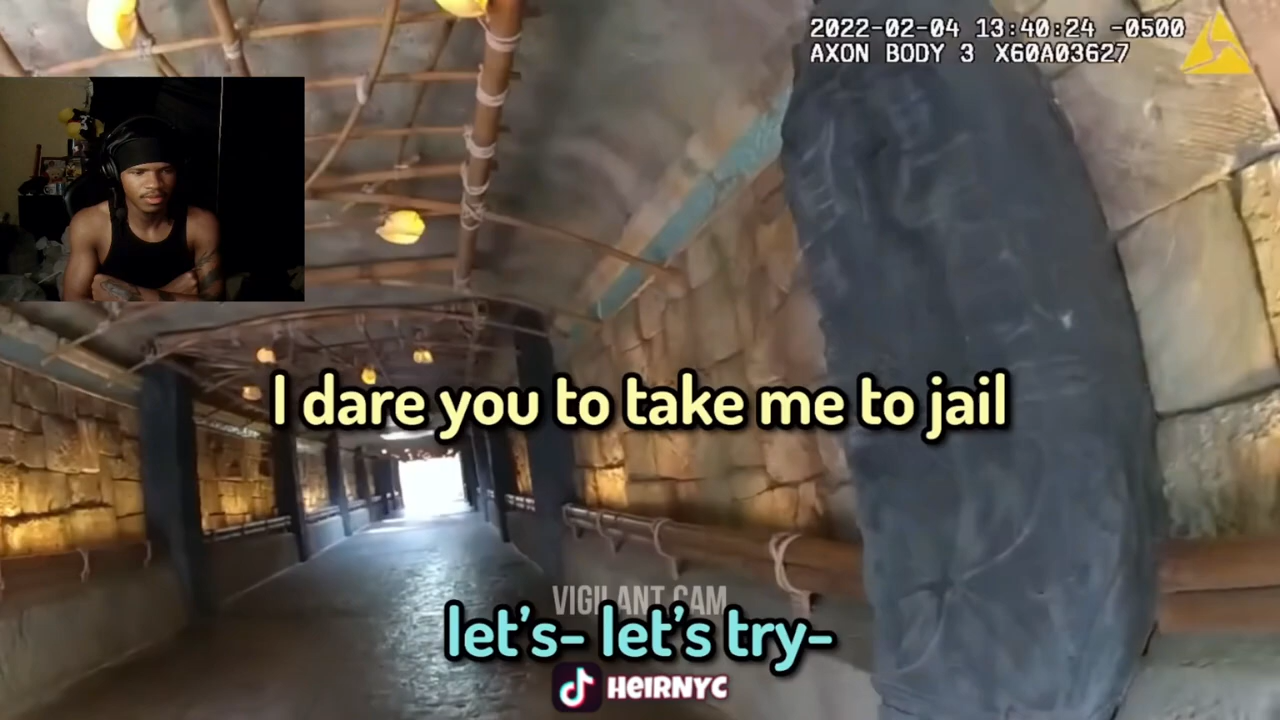 2022-02-04 13:40:24 -0500
AXON BODY 3 X60A03627
I dare you to take me to jail
VIGILANT CAM
let's- let's try-
HEIRNYC